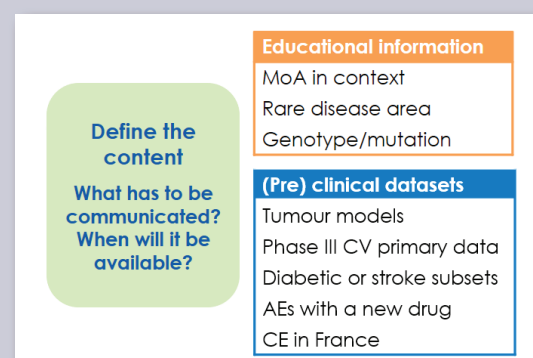 Define the
content
What has to be
communicated?
When will it be
available?
Educational information
MoA in context
Rare disease area
Genotype/mutation
(Pre) clinical datasets
Tumour models
Phase III CV primary data
Diabetic or stroke subsets
AEs with a new drug
CE in France